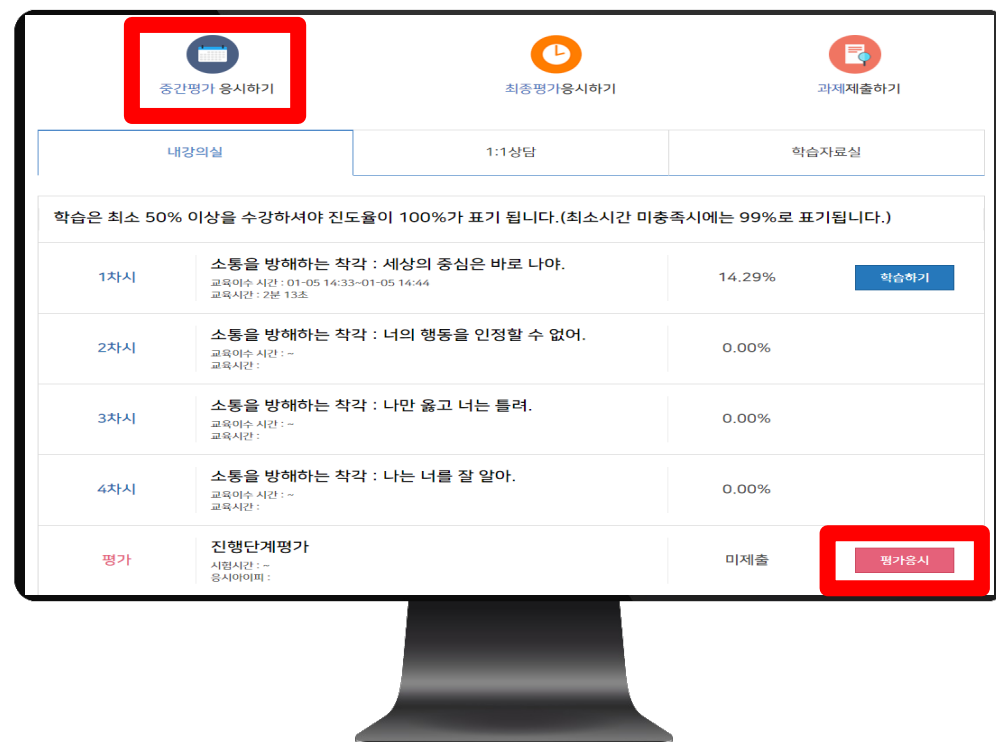 중간평가 응시하기
최종평가응시하기
과제제출하기
내강의실
1:1상담
학습자료실
학습은 최소 50% 이상을 수강하셔야 진도율이 100%가 표기 됩니다.(최소시간 미충족시에는 99%로 표기됩니다.)
1차시
소통을 방해하는 착각 : 세상의 중심은 바로 나야.
교육이수 시간 : 01-05 14:33~01-05 14:44
교육시간 : 2분 13초
14.29%
학습하기
2차시
소통을 방해하는 착각 : 너의 행동을 인정할 수 없어.
교육이수 시간 : ~
교육시간 :
0.00%
3차시
소통을 방해하는 착각 : 나만 옳고 너는 틀려.
교육이수 시간 : ~
교육시간 :
0.00%
4차시
소통을 방해하는 착각 : 나는 너를 잘 알아.
교육이수 시간 : ~
교육시간 :
0.00%
평가
진행단계평가
시험시간 : ~
응시아이피 :
미제출
평가응시